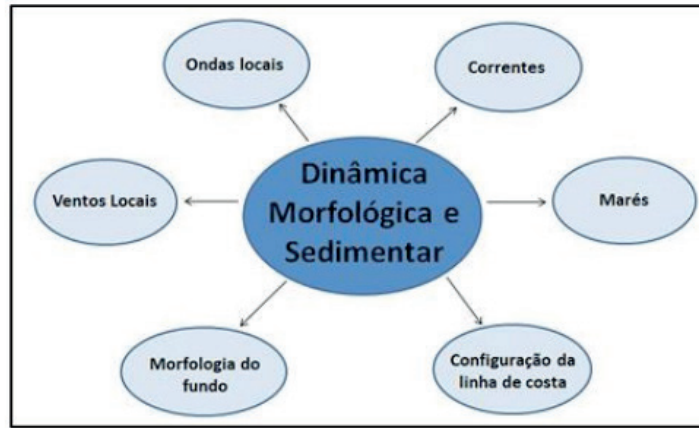 Ondas locais
Correntes
Dinâmica
Morfológica e
Sedimentar
Ventos Locais
Marés
Morfologia do
fundo
Configuração da
linha de costa